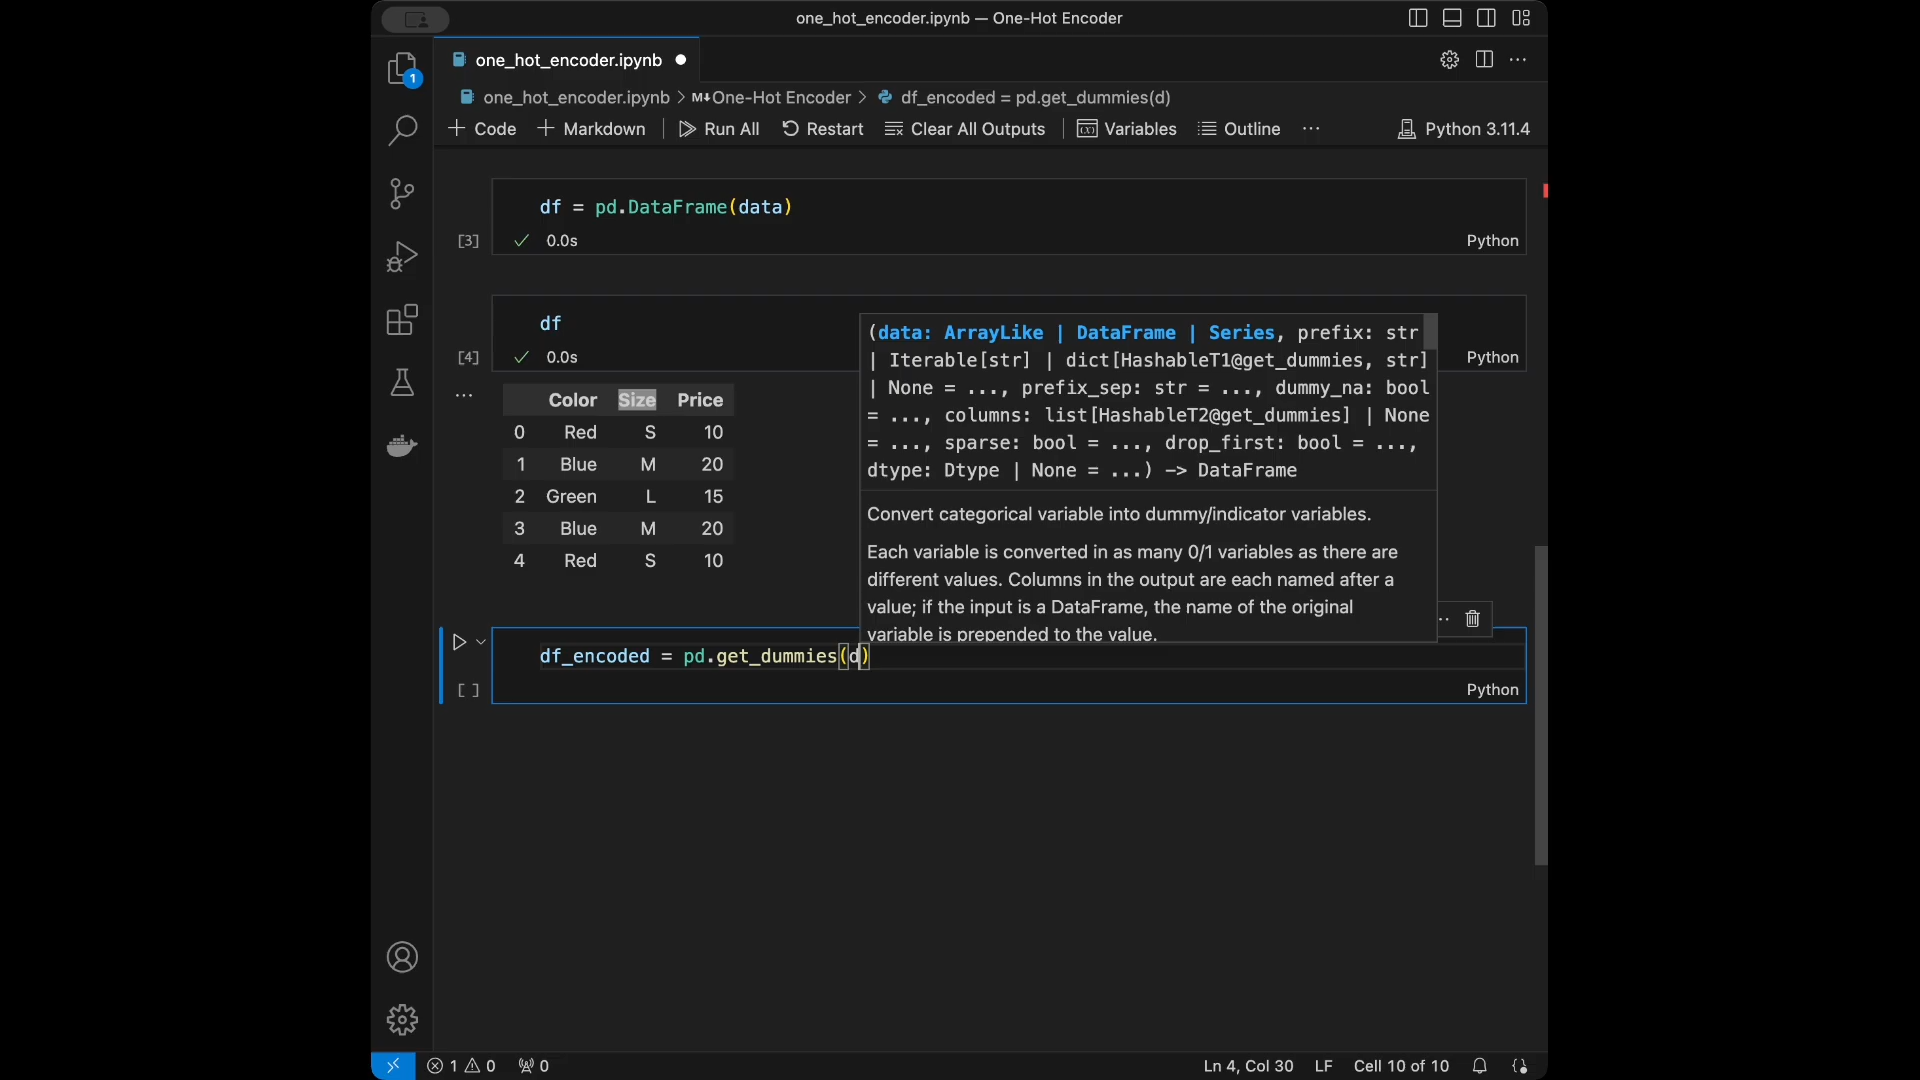 one_hot_encoder.ipynb — One-Hot Encoder
one_hot_encoder.ipynb
1
one_hot_encoder.ipynb > M↓One-Hot Encoder > df_encoded = pd.get_dummies(d)
+ Code + Markdown Run All Restart Clear All Outputs Variables Outline ... Python 3.11.4
df = pd.DataFrame(data)
[3] ✓ 0.0s Python
df
[4] ✓ 0.0s Python
...
Color Size Price
0 Red S 10
1 Blue M 20
2 Green L 15
3 Blue M 20
4 Red S 10
(data: ArrayLike | DataFrame | Series, prefix: str
| Iterable[str] | dict[HashableT1@get_dummies, str]
| None = ..., prefix_sep: str = ..., dummy_na: bool
= ..., columns: list[HashableT2@get_dummies] | None
= ..., sparse: bool = ..., drop_first: bool = ...,
dtype: Dtype | None = ...) -> DataFrame
Convert categorical variable into dummy/indicator variables.
Each variable is converted in as many 0/1 variables as there are
different values. Columns in the output are each named after a
value; if the input is a DataFrame, the name of the original
variable is prepended to the value.
df_encoded = pd.get_dummies(d)
[ ] Python
1 0 0 Ln 4, Col 30 LF Cell 10 of 10